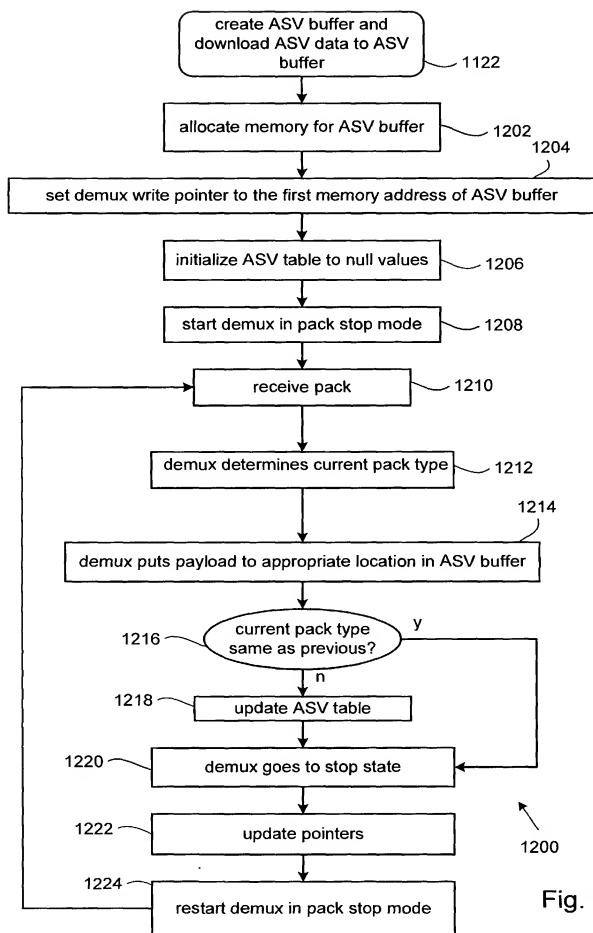 create ASV buffer and
download ASV data to ASV
buffer
1122
allocate memory for ASV buffer
1202
1204
set demux write pointer to the first memory address of ASV buffer
initialize ASV table to null values
1206
start demux in pack stop mode
1208
receive pack
1210
demux determines current pack type
1212
1214
demux puts payload to appropriate location in ASV buffer
1216
current pack type
same as previous?
y
n
1218
update ASV table
1220
demux goes to stop state
1222
update pointers
1200
1224
restart demux in pack stop mode
Fig.